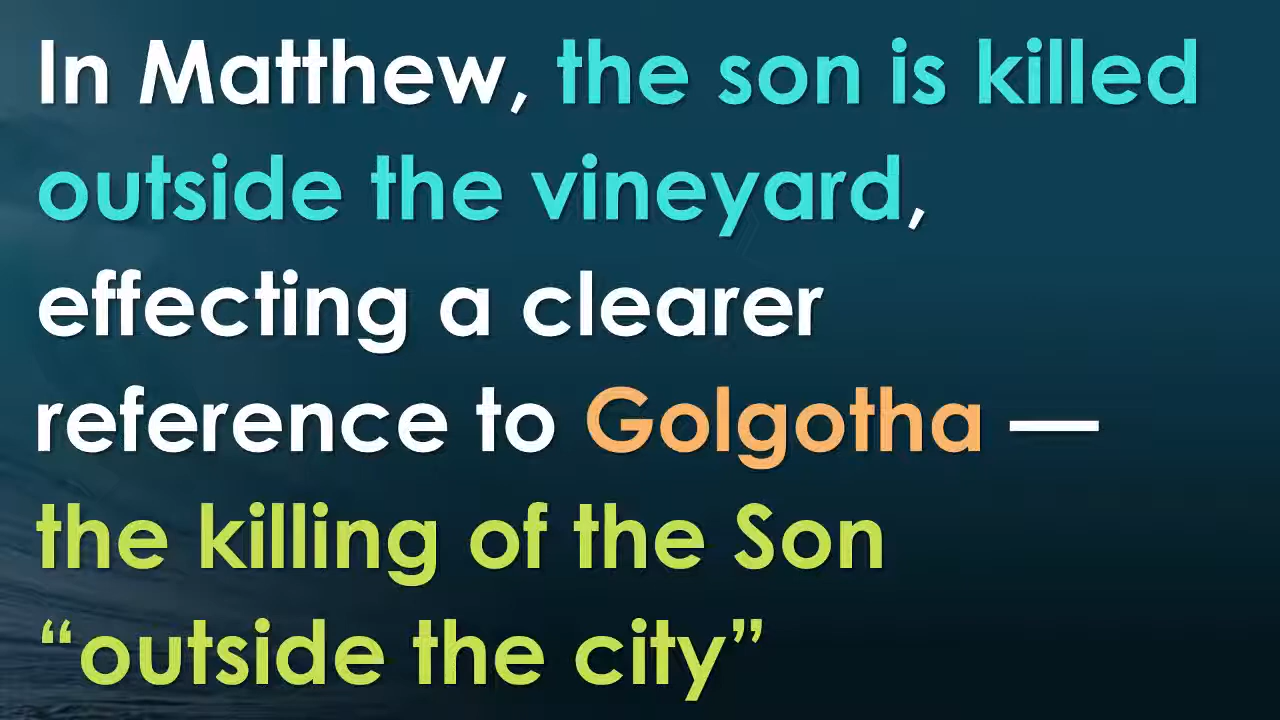 In Matthew, the son is killed
outside the vineyard,
effecting a clearer
reference to Golgotha —
the killing of the Son
“outside the city”